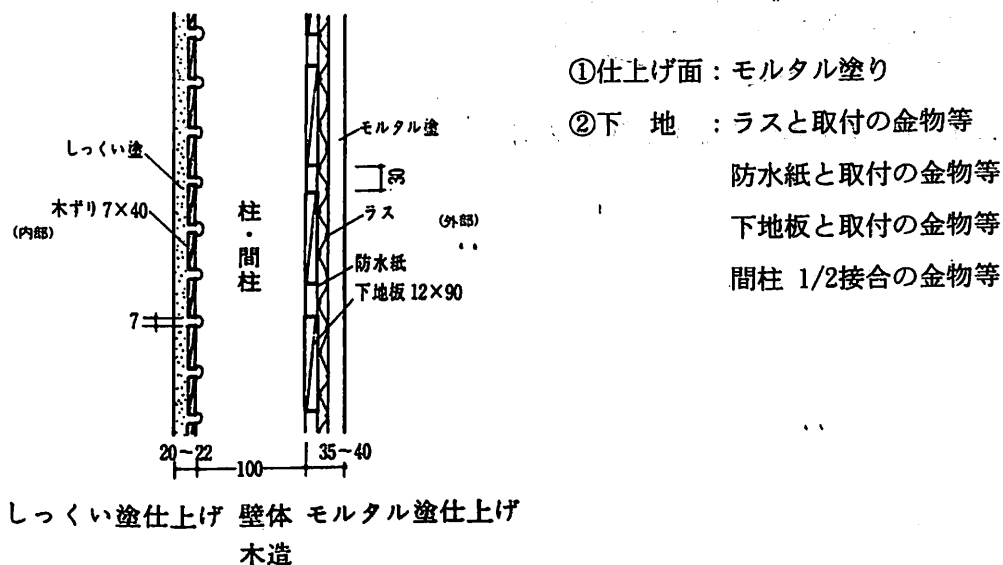 しっくい塗
木ずり 7×40
(内部)
7
柱・間柱
モルタル塗
30
ラス
(外部)
防水紙
下地板 12×90
20~22
100
35~40
しっくい塗仕上げ 壁体 モルタル塗仕上げ
木造
①仕上げ面:モルタル塗り
②下 地 :ラスと取付の金物等
防水紙と取付の金物等
下地板と取付の金物等
間柱 1/2接合の金物等